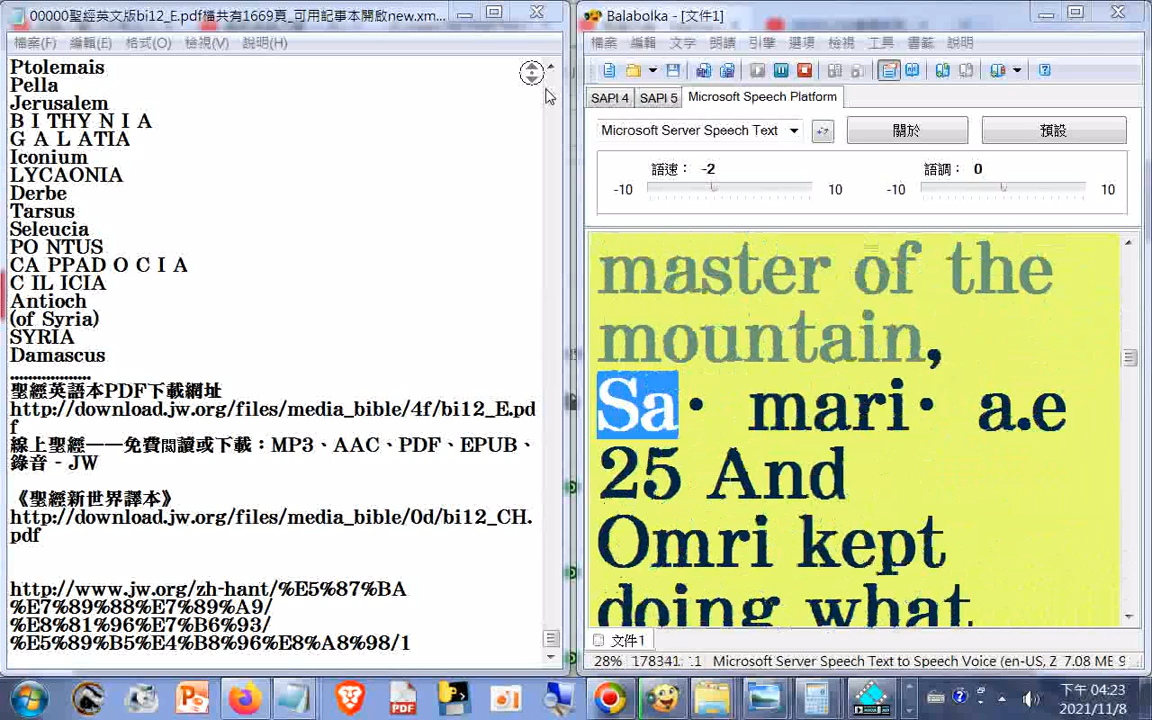 00000聖經英文版bi12_E.pdf檔共有1669頁_可用記事本開啟new.xm...
檔案(F) 編輯(E) 格式(O) 檢視(V) 說明(H)
Ptolemais
Pella
Jerusalem
B I THY N I A
G A L ATIA
Iconium
LYCAONIA
Derbe
Tarsus
Seleucia
PO NTUS
CA PPAD O C I A
C IL ICIA
Antioch
(of Syria)
SYRIA
Damascus
..................
聖經英語本PDF下載網址
http://download.jw.org/files/media_bible/4f/bi12_E.pd
f
線上聖經——免費閱讀或下載：MP3、AAC、PDF、EPUB、
錄音 - JW
《聖經新世界譯本》
http://download.jw.org/files/media_bible/0d/bi12_CH.
pdf
http://www.jw.org/zh-hant/%E5%87%BA
%E7%89%88%E7%89%A9/
%E8%81%96%E7%B6%93/
%E5%89%B5%E4%B8%96%E8%A8%98/1
Balabolka - [文件1]
檔案 編輯 文字 朗讀 引擎 選項 檢視 工具 書籤 說明
SAPI 4 SAPI 5 Microsoft Speech Platform
Microsoft Server Speech Text 關於 預設
語速： -2 語調： 0
-10 10 -10 10
master of the
mountain,
Sa· mari· a.e
25 And
Omri kept
doing what
文件1
28% 178341 Microsoft Server Speech Text to Speech Voice (en-US, Z 7.08 ME 9
PDF
下午 04:23
2021/11/8